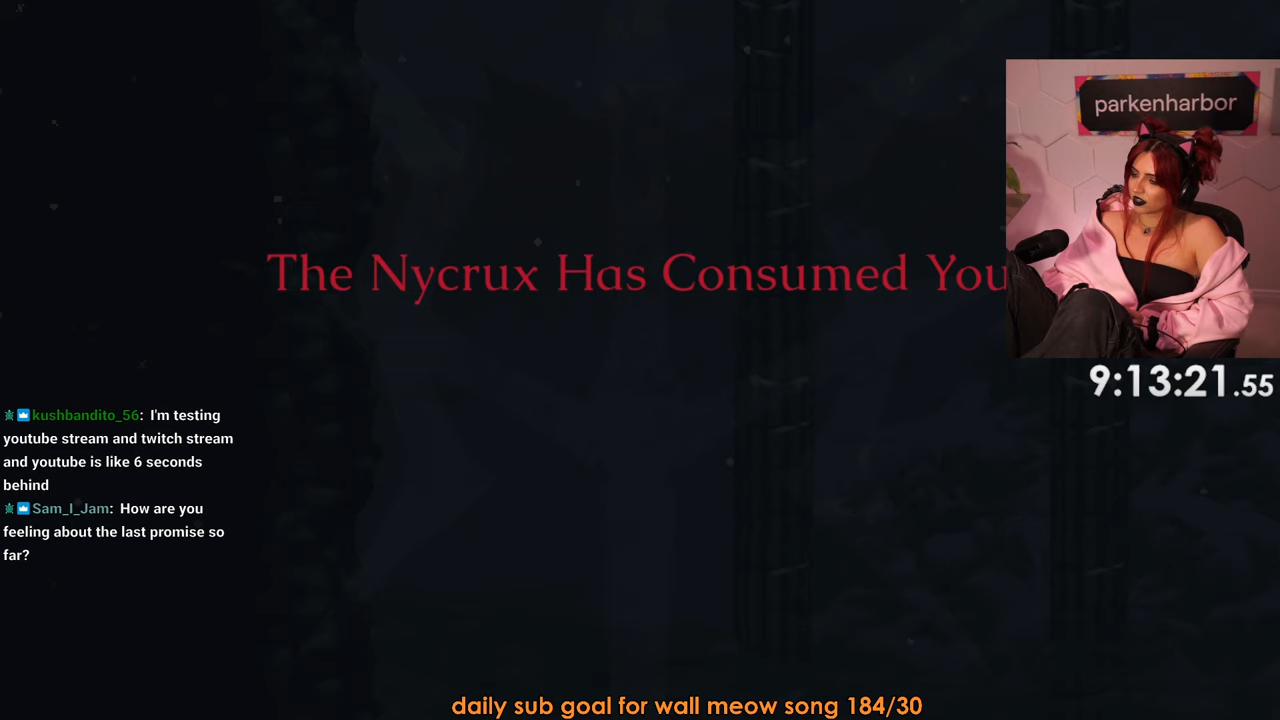 parkenharbor
The Nycrux Has Consumed You
9:13:21.55
kushbandito_56: I'm testing
youtube stream and twitch stream
and youtube is like 6 seconds
behind
Sam_I_Jam: How are you
feeling about the last promise so
far?
daily sub goal for wall meow song 184/30